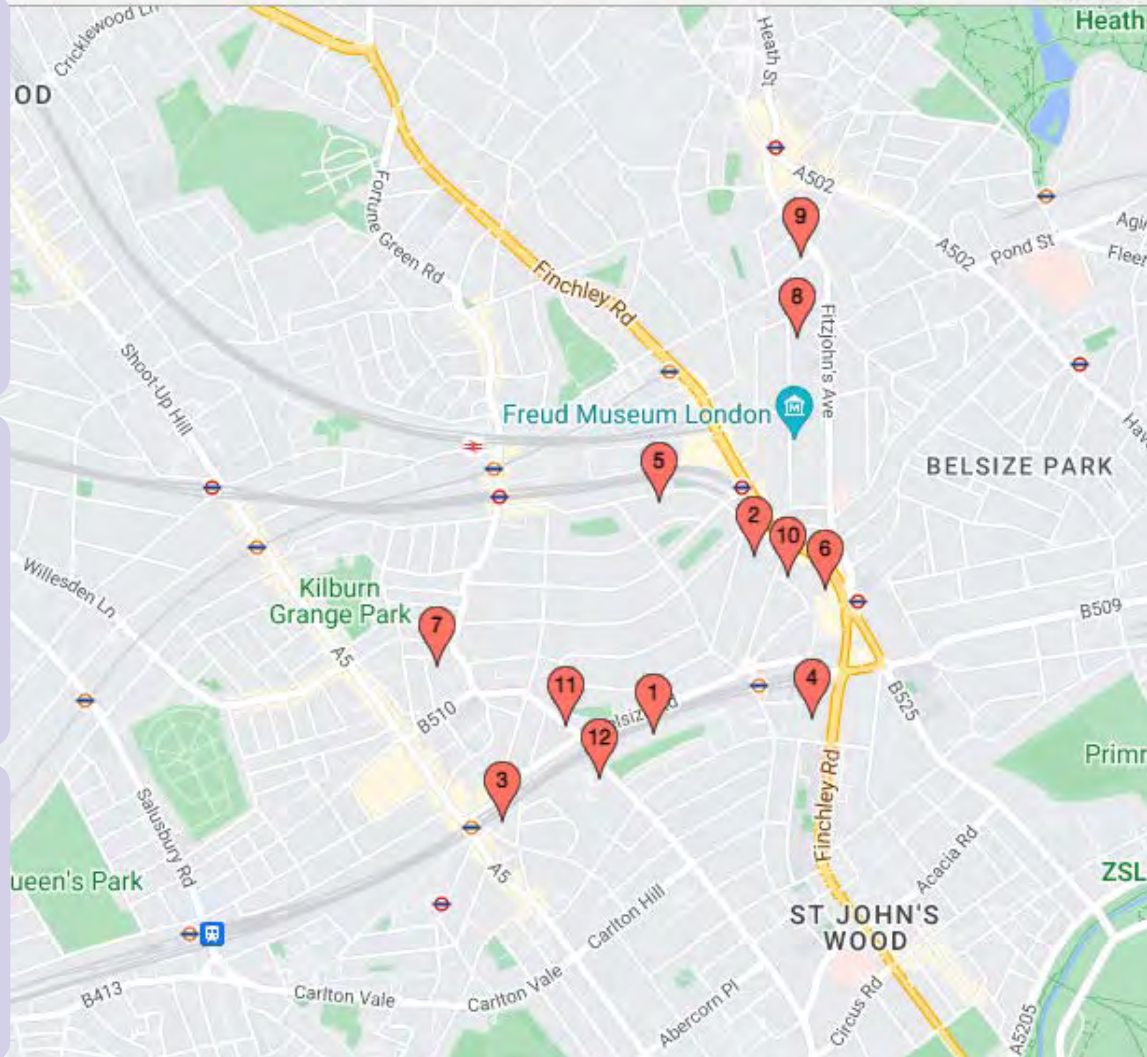 Cricklewood Ln
Heath St
Heath
OD
A502
9
Agi
Fortune Green Rd
A502
Pond St
Fleet
8
Finchley Rd
Fitzjohn's Ave
Shoot-Up Hill
Freud Museum London
M
Hav
5
BELSIZE PARK
2
10
6
Willesden Ln
Kilburn
Grange Park
7
B509
A5
4
11
1
B510
B525
12
Primr
3
Salusbury Rd
Finchley Rd
A5
Acacia Rd
ueen's Park
ZSL
Carlton Hill
ST JOHN'S
WOOD
B413
Carlton Vale
Carlton Vale
Abercorn Pl
Circus Rd
A5205